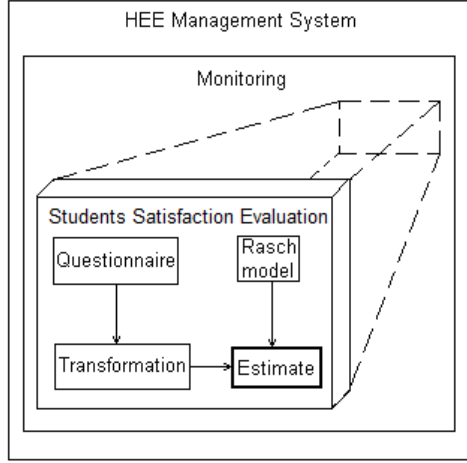 HEE Management System
Monitoring
Students Satisfaction Evaluation
Questionnaire
Rasch
model
Transformation
Estimate